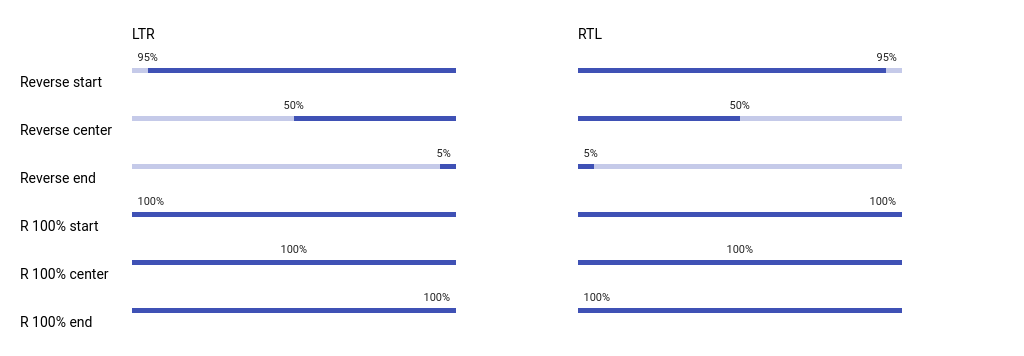 LTR RTL
95% 95%
Reverse start
50% 50%
Reverse center
5% 5%
Reverse end
100% 100%
R 100% start
100% 100%
R 100% center
100% 100%
R 100% end